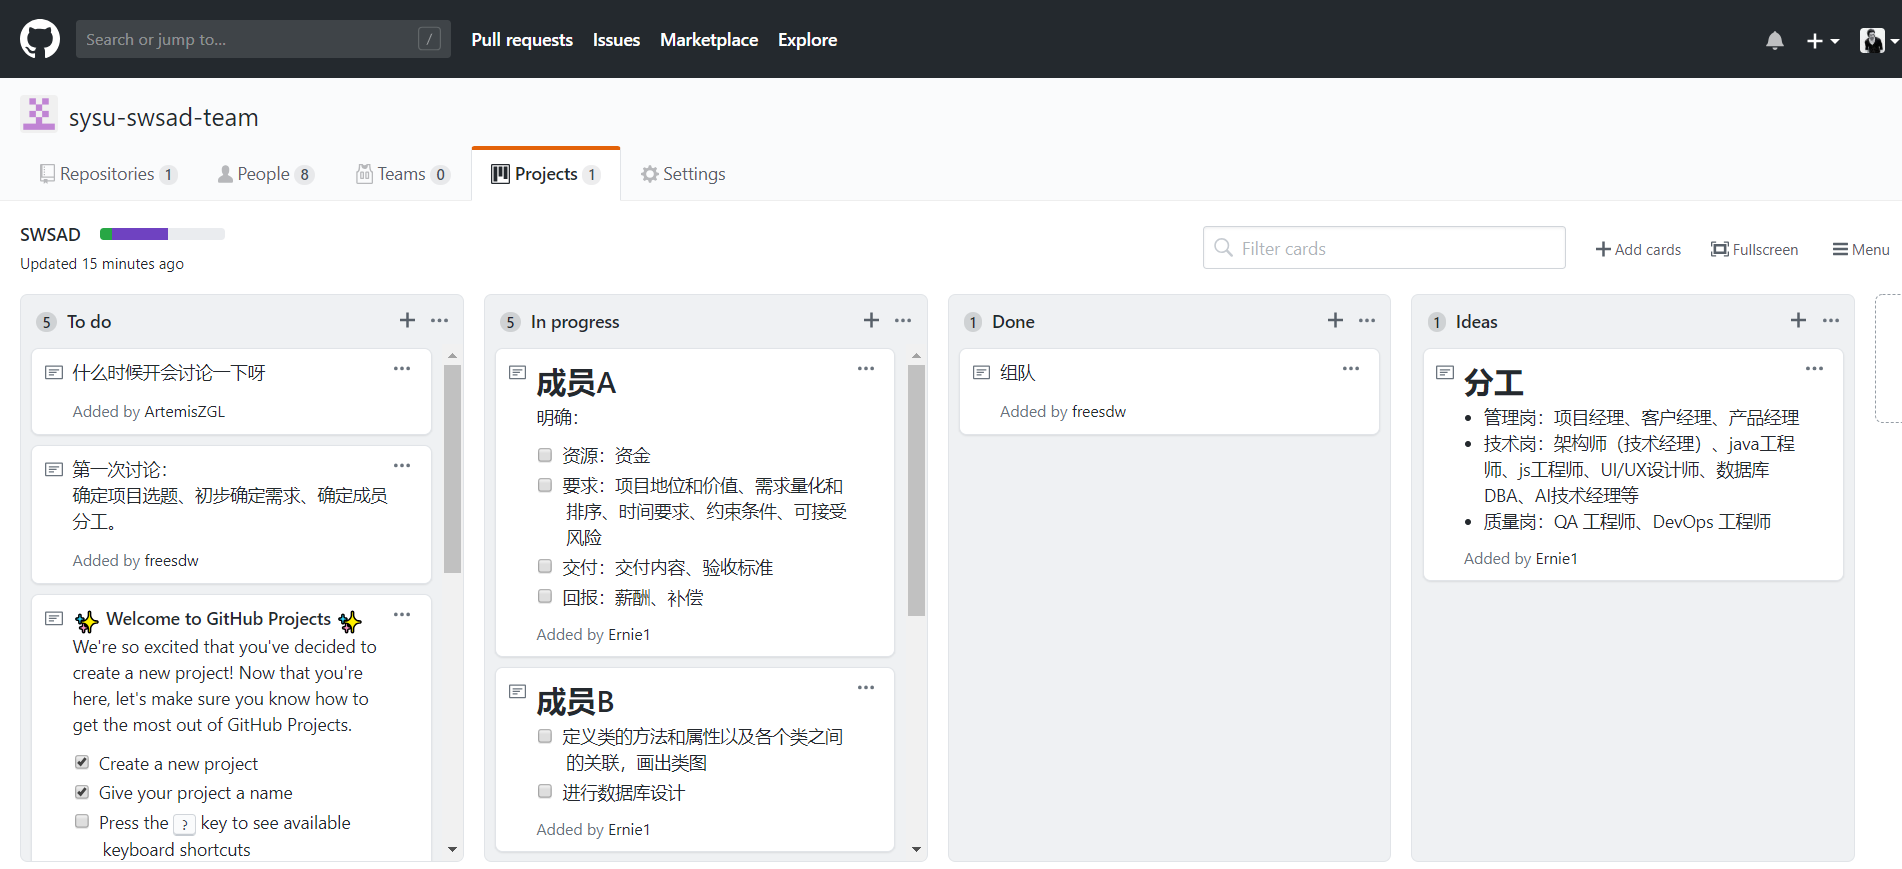 Search or jump to...
/
Pull requests Issues Marketplace Explore
sysu-swsad-team
Repositories 1
People 8
Teams 0
Projects 1
Settings
SWSAD
Updated 15 minutes ago
Filter cards
Add cards
Fullscreen
Menu
5 To do
什么时候开会讨论一下呀
Added by ArtemisZGL
第一次讨论：
确定项目选题、初步确定需求、确定成员
分工。
Added by freesdw
Welcome to GitHub Projects
We're so excited that you've decided to
create a new project! Now that you're
here, let's make sure you know how to
get the most out of GitHub Projects.
Create a new project
Give your project a name
Press the ? key to see available
keyboard shortcuts
5 In progress
成员A
明确：
资源：资金
要求：项目地位和价值、需求量化和
排序、时间要求、约束条件、可接受
风险
交付：交付内容、验收标准
回报：薪酬、补偿
Added by Ernie1
成员B
定义类的方法和属性以及各个类之间
的关联，画出类图
进行数据库设计
Added by Ernie1
1 Done
组队
Added by freesdw
1 Ideas
分工
管理岗：项目经理、客户经理、产品经理
技术岗：架构师（技术经理）、java工程
师、js工程师、UI/UX设计师、数据库
DBA、AI技术经理等
质量岗：QA 工程师、DevOps 工程师
Added by Ernie1